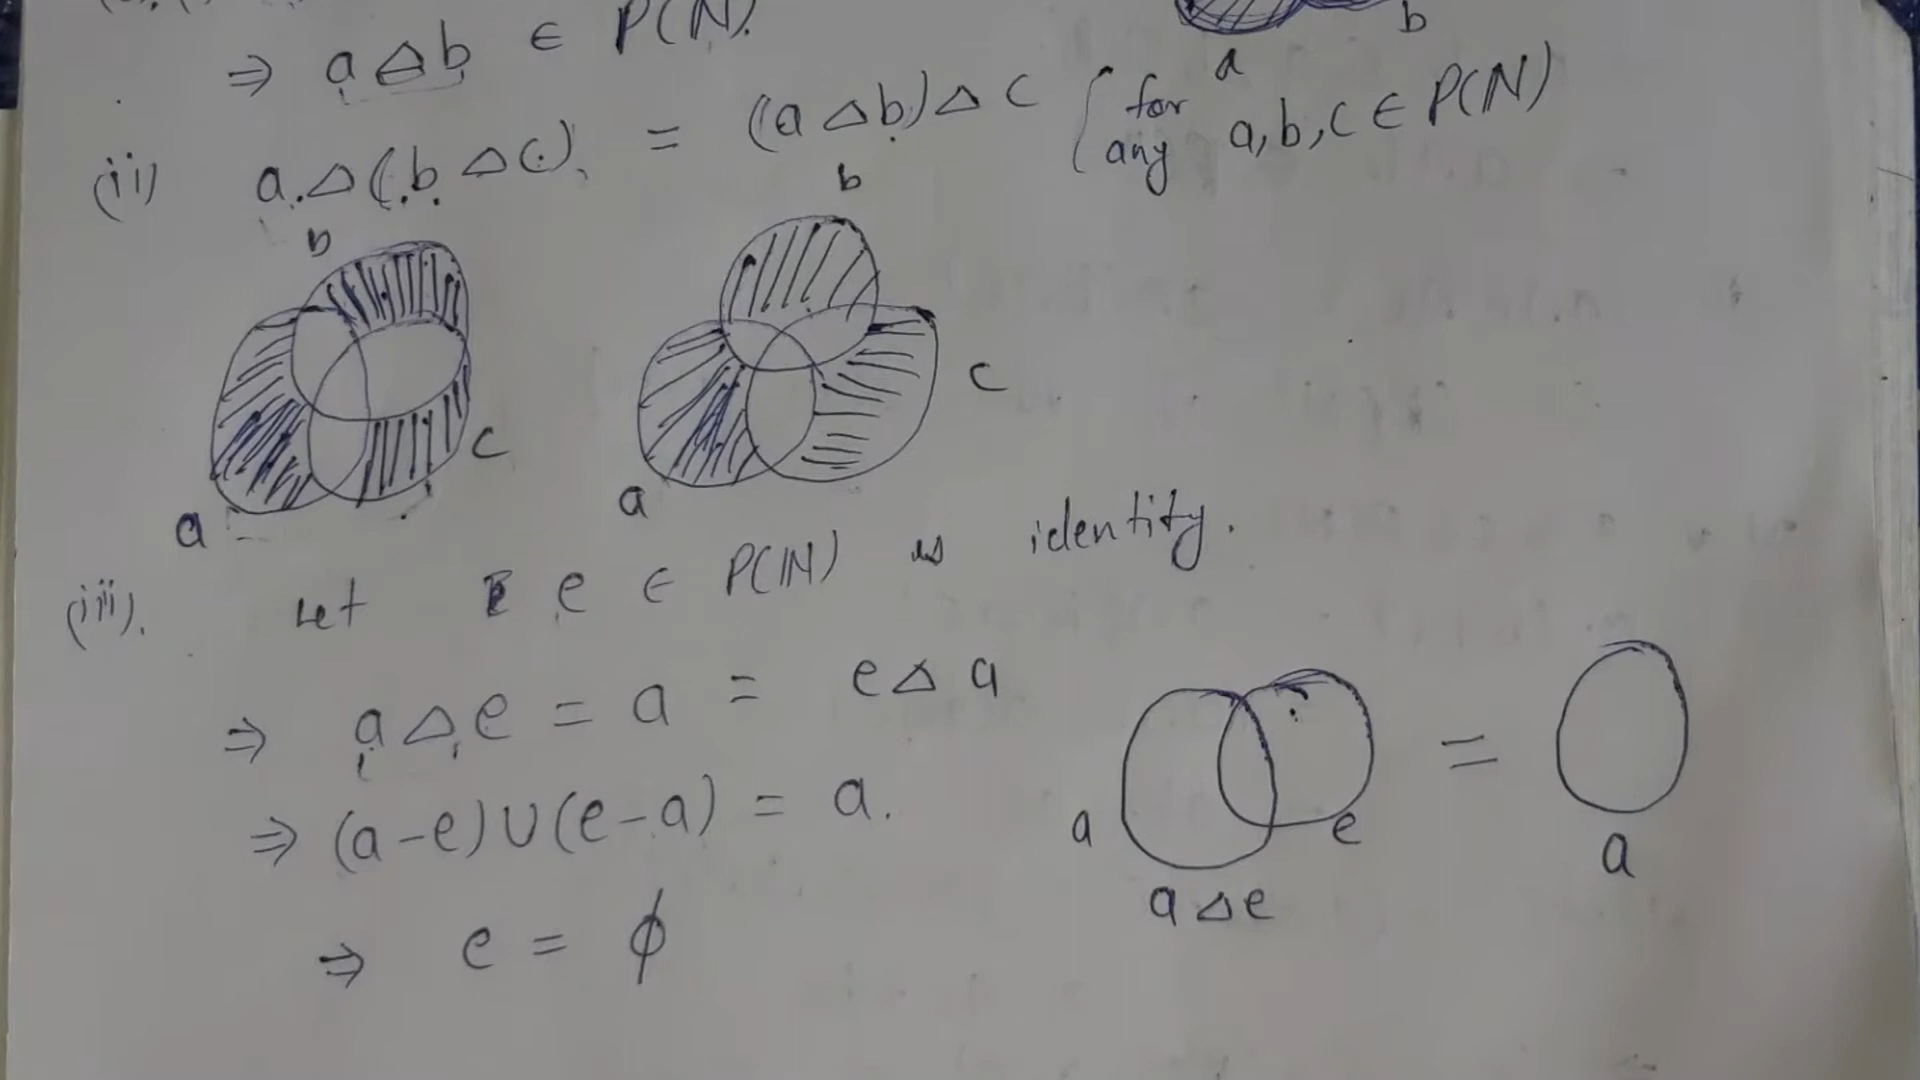 ⇒ a Δ b ∈ P(N).
b
a
(ii) a Δ (b Δ c) = (a Δ b) Δ c { for any a, b, c ∈ P(N)
b
b
c
c
a
a
(iii). Let e ∈ P(N) is identity.
⇒ a Δ e = a = e Δ a
⇒ (a-e) ∪ (e-a) = a.
a
e
=
a
a Δ e
⇒ e = ϕ